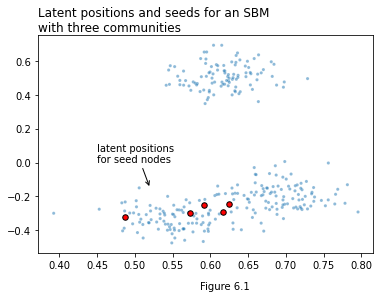 Latent positions and seeds for an SBM
with three communities
0.6
0.4
0.2
0.0
−0.2
−0.4
latent positions
for seed nodes
0.40 0.45 0.50 0.55 0.60 0.65 0.70 0.75 0.80
Figure 6.1